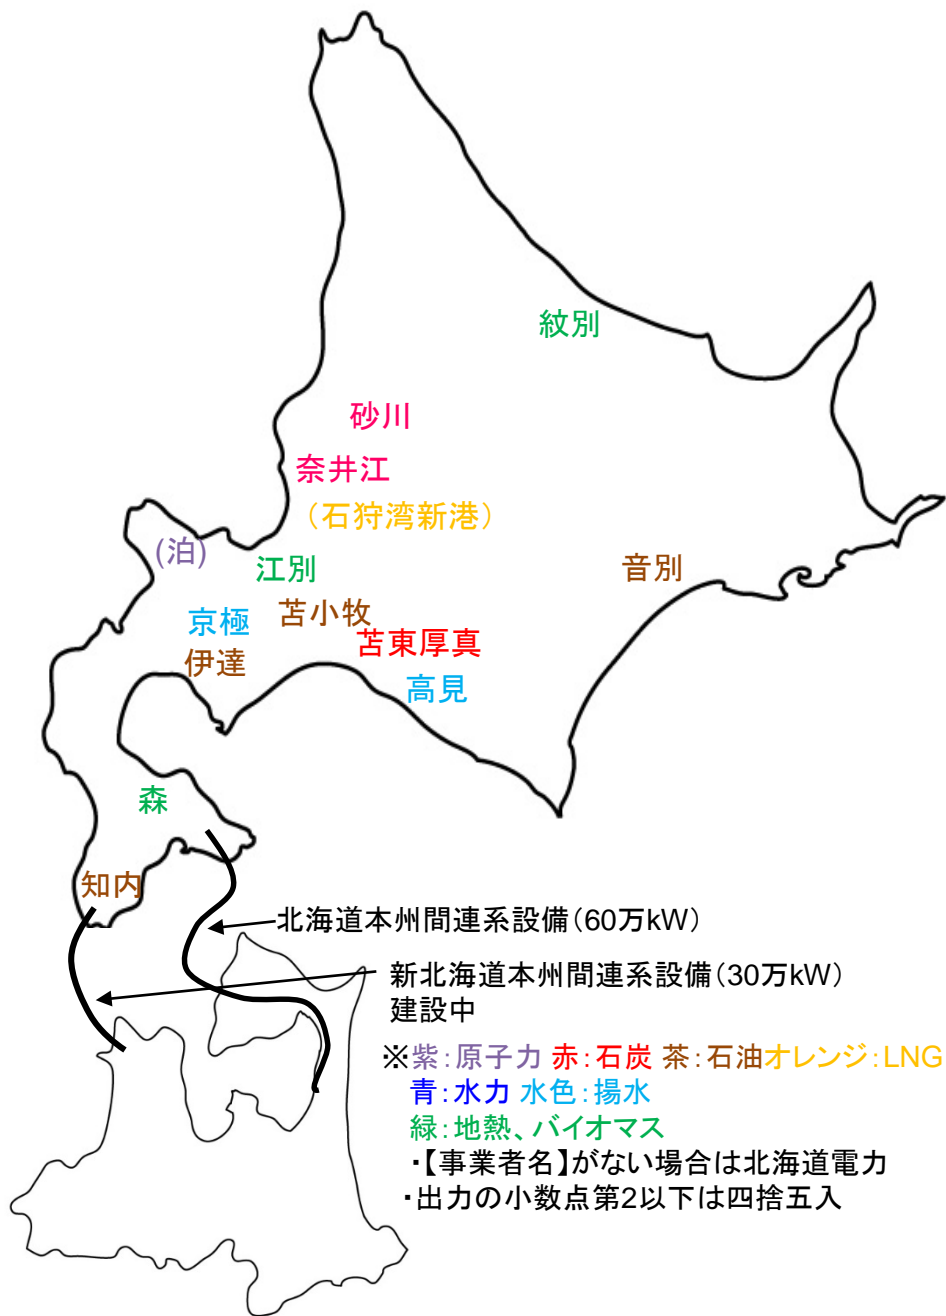 紋別
砂川
奈井江
（石狩湾新港）
(泊)
江別
音別
京極
苫小牧
苫東厚真
伊達
高見
森
知内
北海道本州間連系設備（60万kW）
新北海道本州間連系設備（30万kW）
建設中
※紫：原子力 赤：石炭 茶：石油オレンジ：LNG
青：水力 水色：揚水
緑：地熱、バイオマス
・【事業者名】がない場合は北海道電力
・出力の小数点第2以下は四捨五入